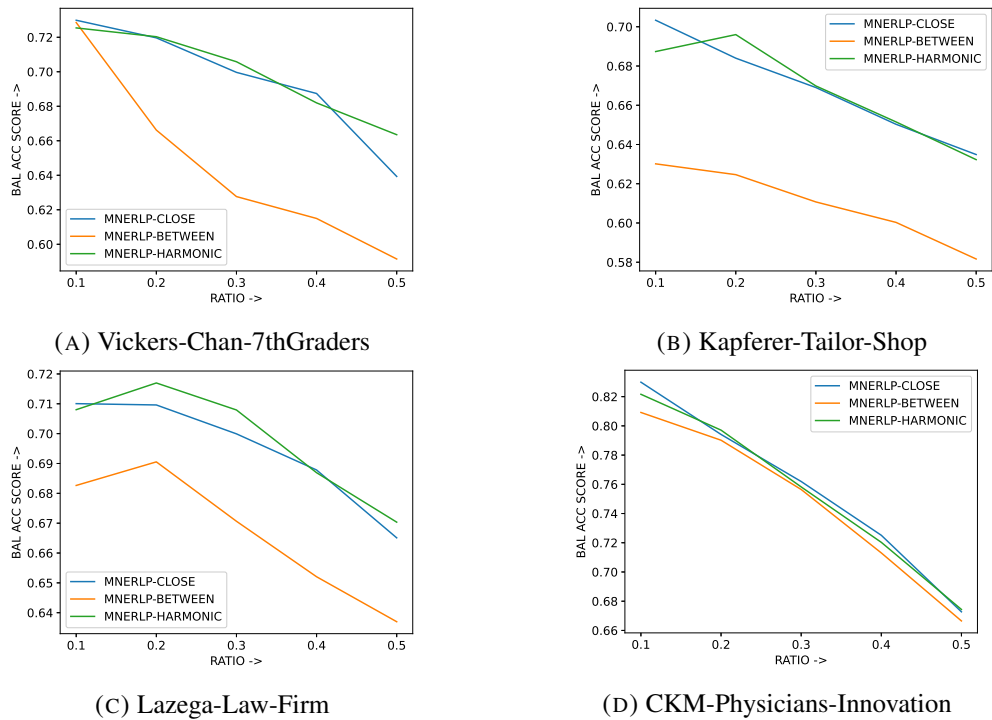 0.72
0.70
0.68
0.66
0.64
0.62
0.60
BAL ACC SCORE ->
MNERLP-CLOSE
MNERLP-BETWEEN
MNERLP-HARMONIC
0.1 0.2 0.3 0.4 0.5
RATIO ->
(A) Vickers-Chan-7thGraders
0.70
0.68
0.66
0.64
0.62
0.60
0.58
BAL ACC SCORE ->
MNERLP-CLOSE
MNERLP-BETWEEN
MNERLP-HARMONIC
0.1 0.2 0.3 0.4 0.5
RATIO ->
(B) Kapferer-Tailor-Shop
0.72
0.71
0.70
0.69
0.68
0.67
0.66
0.65
0.64
BAL ACC SCORE ->
MNERLP-CLOSE
MNERLP-BETWEEN
MNERLP-HARMONIC
0.1 0.2 0.3 0.4 0.5
RATIO ->
(C) Lazega-Law-Firm
0.82
0.80
0.78
0.76
0.74
0.72
0.70
0.68
0.66
BAL ACC SCORE ->
MNERLP-CLOSE
MNERLP-BETWEEN
MNERLP-HARMONIC
0.1 0.2 0.3 0.4 0.5
RATIO ->
(D) CKM-Physicians-Innovation